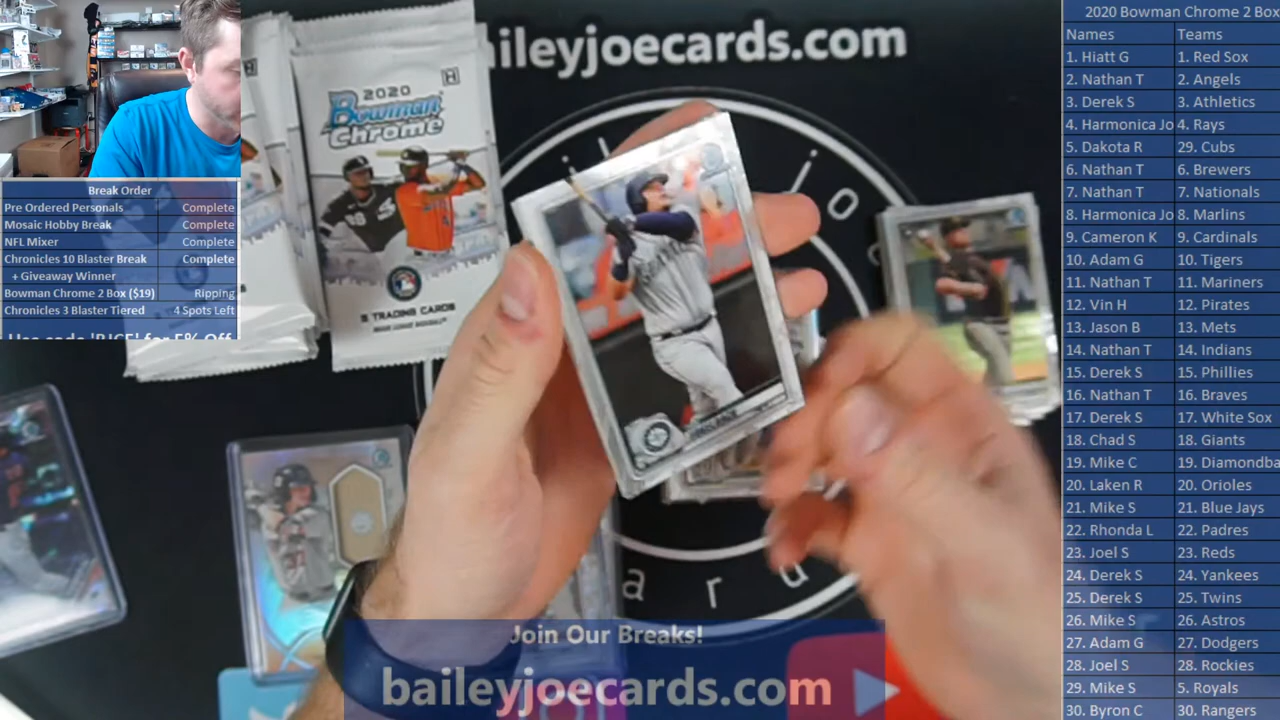 baileyjoecards.com
H
2020
Bowman
Chrome
5 TRADING CARDS
Break Order
Pre Ordered Personals Complete
Mosaic Hobby Break Complete
NFL Mixer Complete
Chronicles 10 Blaster Break Complete
+ Giveaway Winner
Bowman Chrome 2 Box ($19) Ripping
Chronicles 3 Blaster Tiered 4 Spots Left
2020 Bowman Chrome 2 Box
Names Teams
1. Hiatt G 1. Red Sox
2. Nathan T 2. Angels
3. Derek S 3. Athletics
4. Harmonica Jo 4. Rays
5. Dakota R 29. Cubs
6. Nathan T 6. Brewers
7. Nathan T 7. Nationals
8. Harmonica Jo 8. Marlins
9. Cameron K 9. Cardinals
10. Adam G 10. Tigers
11. Nathan T 11. Mariners
12. Vin H 12. Pirates
13. Jason B 13. Mets
14. Nathan T 14. Indians
15. Derek S 15. Phillies
16. Nathan T 16. Braves
17. Derek S 17. White Sox
18. Chad S 18. Giants
19. Mike C 19. Diamondba
20. Laken R 20. Orioles
21. Mike S 21. Blue Jays
22. Rhonda L 22. Padres
23. Joel S 23. Reds
24. Derek S 24. Yankees
25. Derek S 25. Twins
26. Mike S 26. Astros
27. Adam G 27. Dodgers
28. Joel S 28. Rockies
29. Mike S 5. Royals
30. Byron C 30. Rangers
Join Our Breaks!
baileyjoecards.com